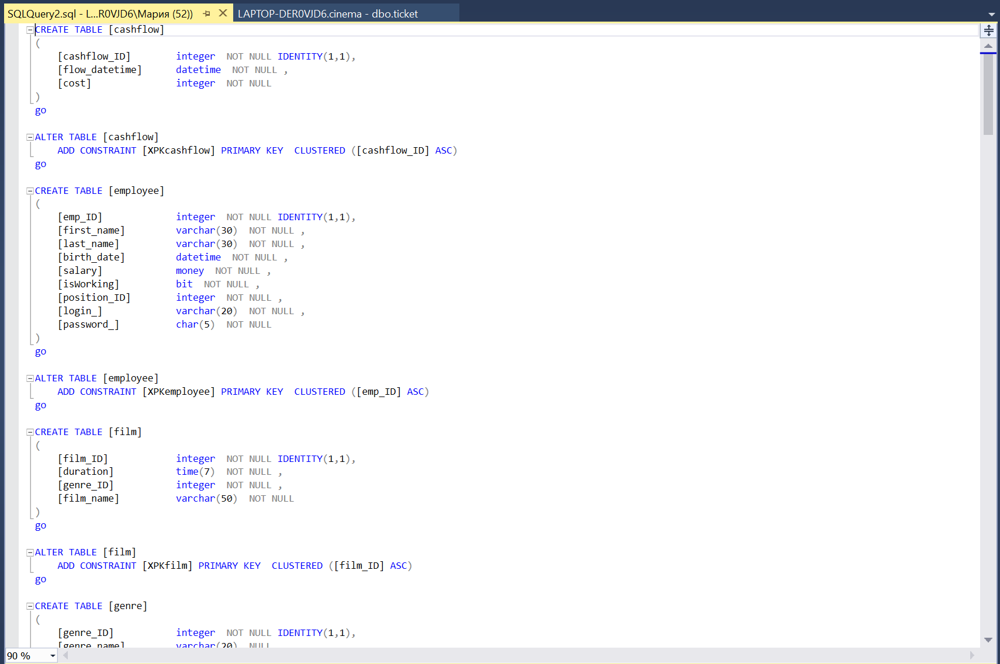 SQLQuery2.sql - L...R0VJD6\Мария (52)) LAPTOP-DER0VJD6.cinema - dbo.ticket
CREATE TABLE [cashflow]
(
[cashflow_ID] integer NOT NULL IDENTITY(1,1),
[flow_datetime] datetime NOT NULL ,
[cost] integer NOT NULL
)
go
ALTER TABLE [cashflow]
ADD CONSTRAINT [XPKcashflow] PRIMARY KEY CLUSTERED ([cashflow_ID] ASC)
go
CREATE TABLE [employee]
(
[emp_ID] integer NOT NULL IDENTITY(1,1),
[first_name] varchar(30) NOT NULL ,
[last_name] varchar(30) NOT NULL ,
[birth_date] datetime NOT NULL ,
[salary] money NOT NULL ,
[isWorking] bit NOT NULL ,
[position_ID] integer NOT NULL ,
[login_] varchar(20) NOT NULL ,
[password_] char(5) NOT NULL
)
go
ALTER TABLE [employee]
ADD CONSTRAINT [XPKemployee] PRIMARY KEY CLUSTERED ([emp_ID] ASC)
go
CREATE TABLE [film]
(
[film_ID] integer NOT NULL IDENTITY(1,1),
[duration] time(7) NOT NULL ,
[genre_ID] integer NOT NULL ,
[film_name] varchar(50) NOT NULL
)
go
ALTER TABLE [film]
ADD CONSTRAINT [XPKfilm] PRIMARY KEY CLUSTERED ([film_ID] ASC)
go
CREATE TABLE [genre]
(
[genre_ID] integer NOT NULL IDENTITY(1,1),
[genre_name] varchar(20) NULL
90 %